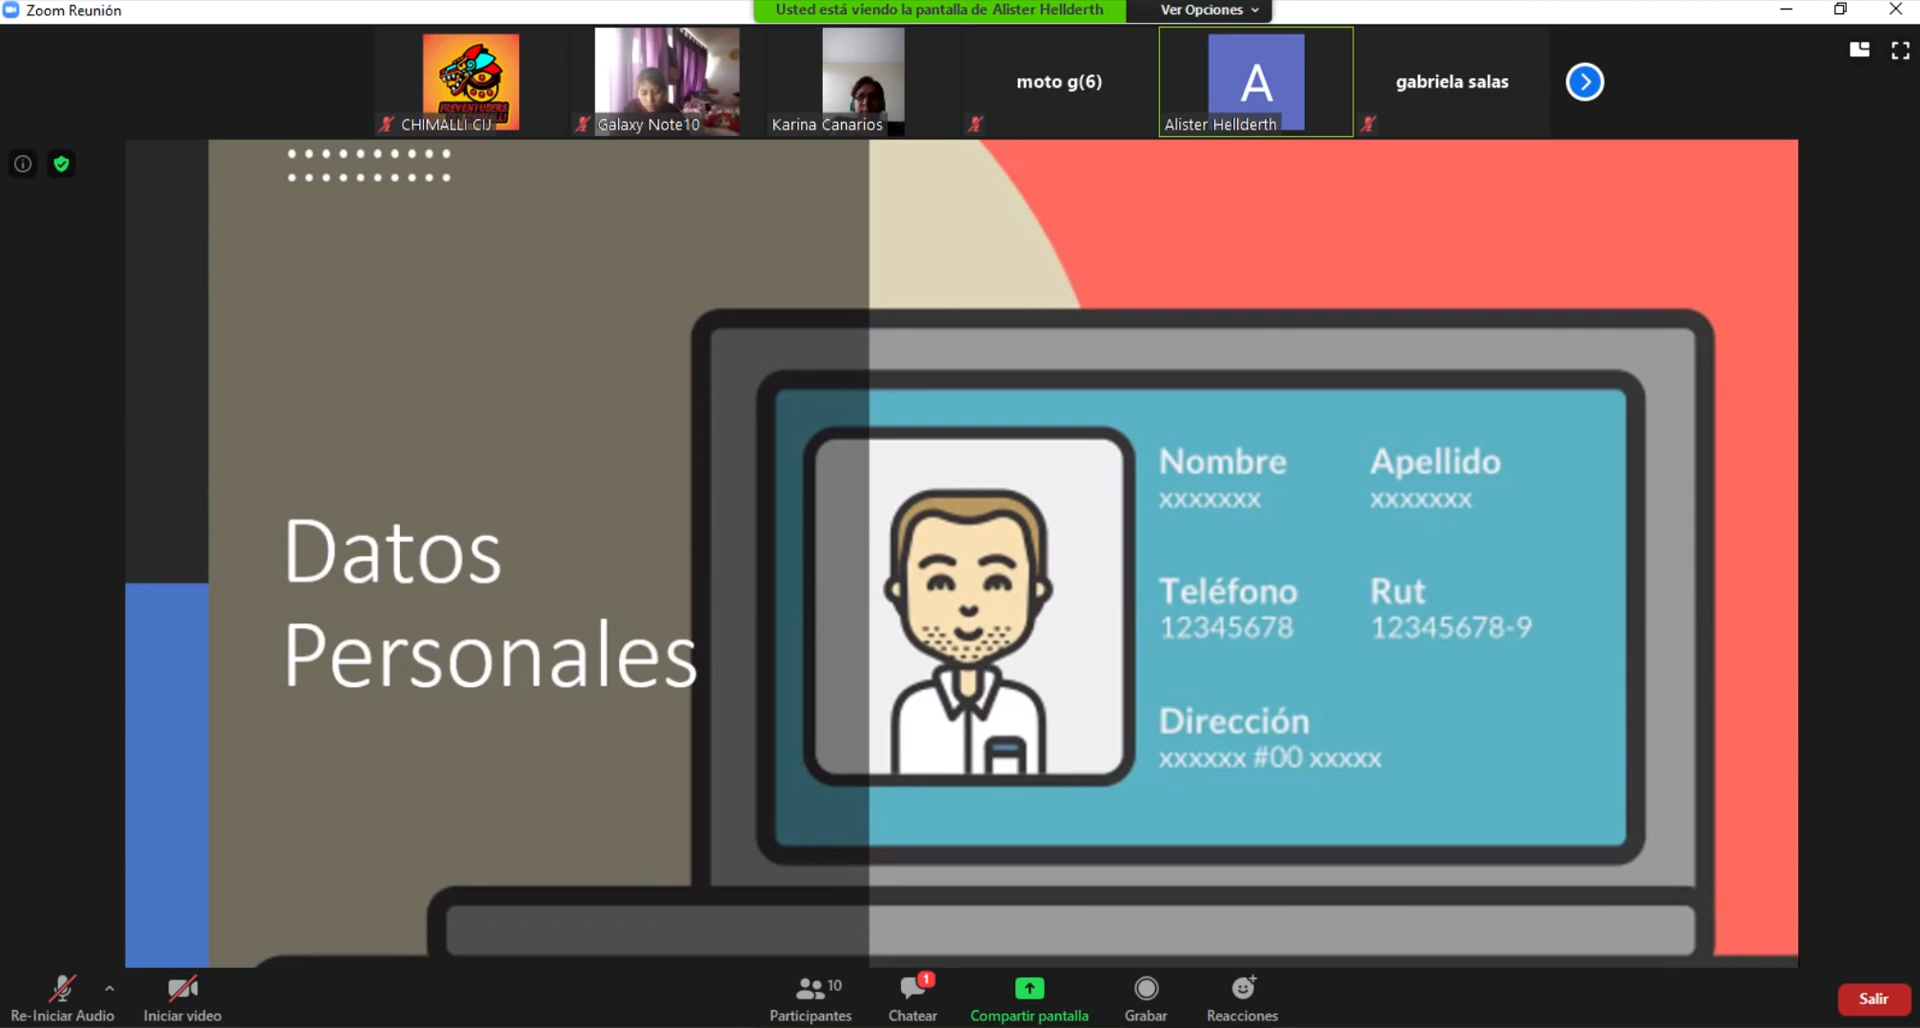 Zoom Reunión
Usted está viendo la pantalla de Alister Hellderth
Ver Opciones
PREVENTUBERS
CHIMALLI CIJ
Galaxy Note10
Karina Canarios
moto g(6)
A
Alister Hellderth
gabriela salas
Datos
Personales
Nombre
xxxxxxx
Apellido
xxxxxxx
Teléfono
12345678
Rut
12345678-9
Dirección
xxxxxx #00 xxxxx
Re-Iniciar Audio
Iniciar video
10
Participantes
1
Chatear
Compartir pantalla
Grabar
Reacciones
Salir